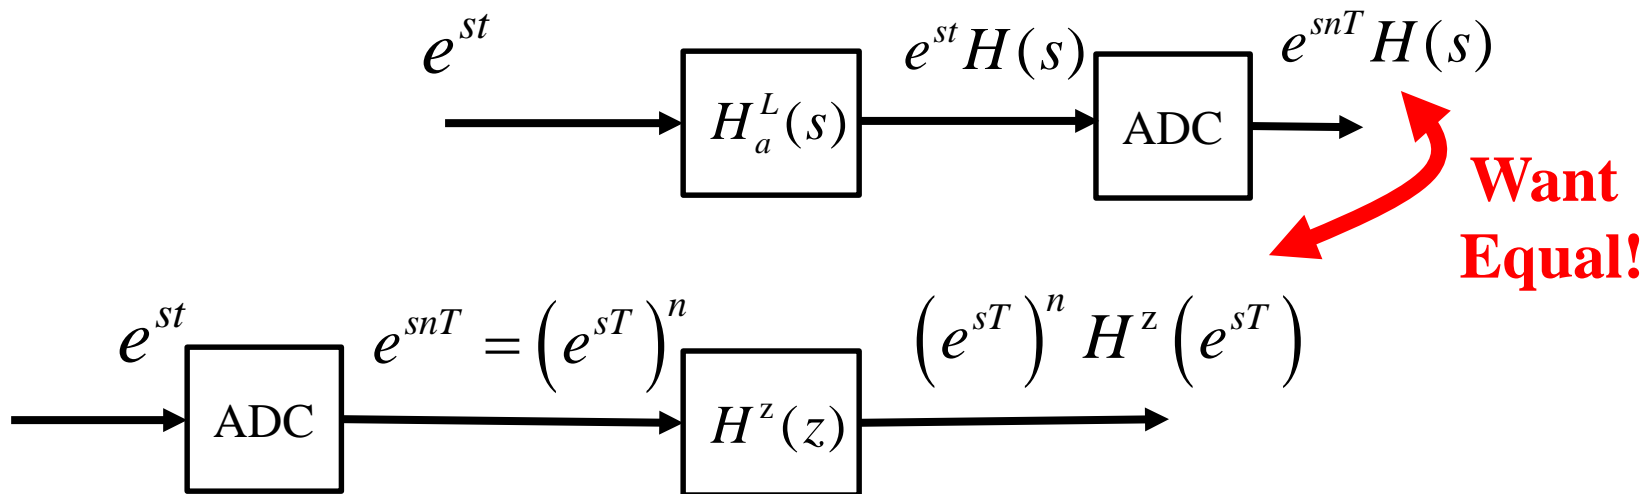 e^{st}
e^{st} H(s)
e^{snT} H(s)
H_a^L(s)
ADC
Want
Equal!
e^{st}
e^{snT} = (e^{sT})^n
(e^{sT})^n H^z (e^{sT})
ADC
H^z(z)